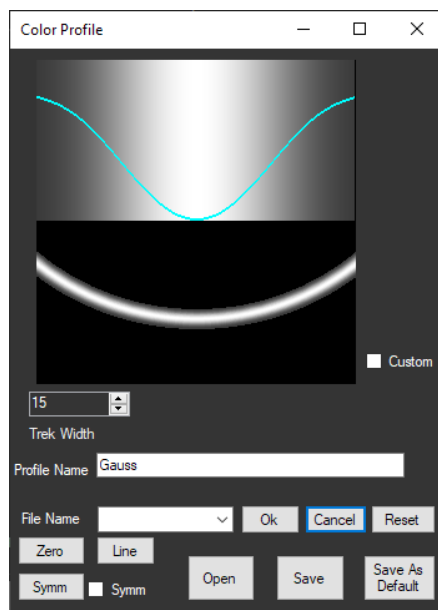 Color Profile
Custom
15
Trek Width
Profile Name Gauss
File Name Ok Cancel Reset
Zero Line
Symm Symm Open Save Save As
Default